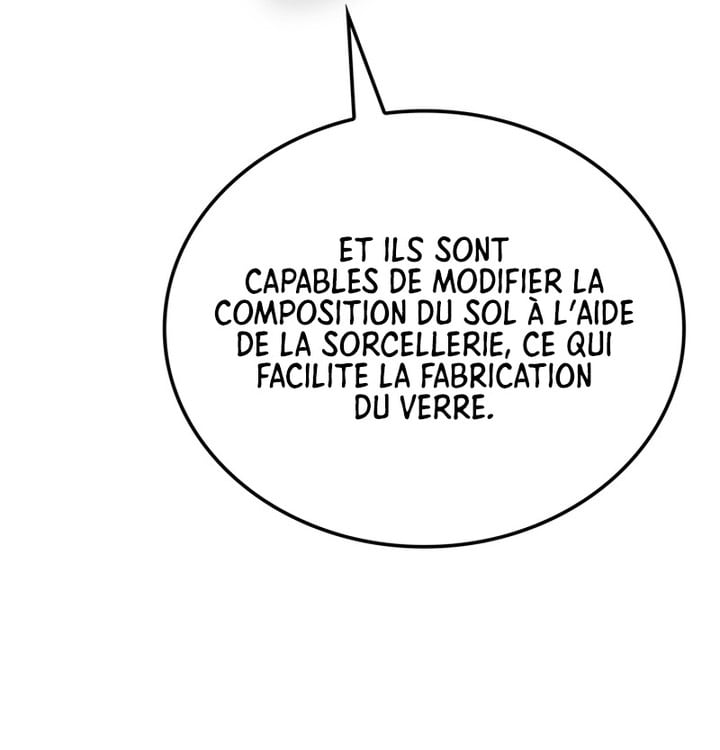 ET ILS SONT
CAPABLES DE MODIFIER LA
COMPOSITION DU SOL À L'AIDE
DE LA SORCELLERIE, CE QUI
FACILITE LA FABRICATION
DU VERRE.